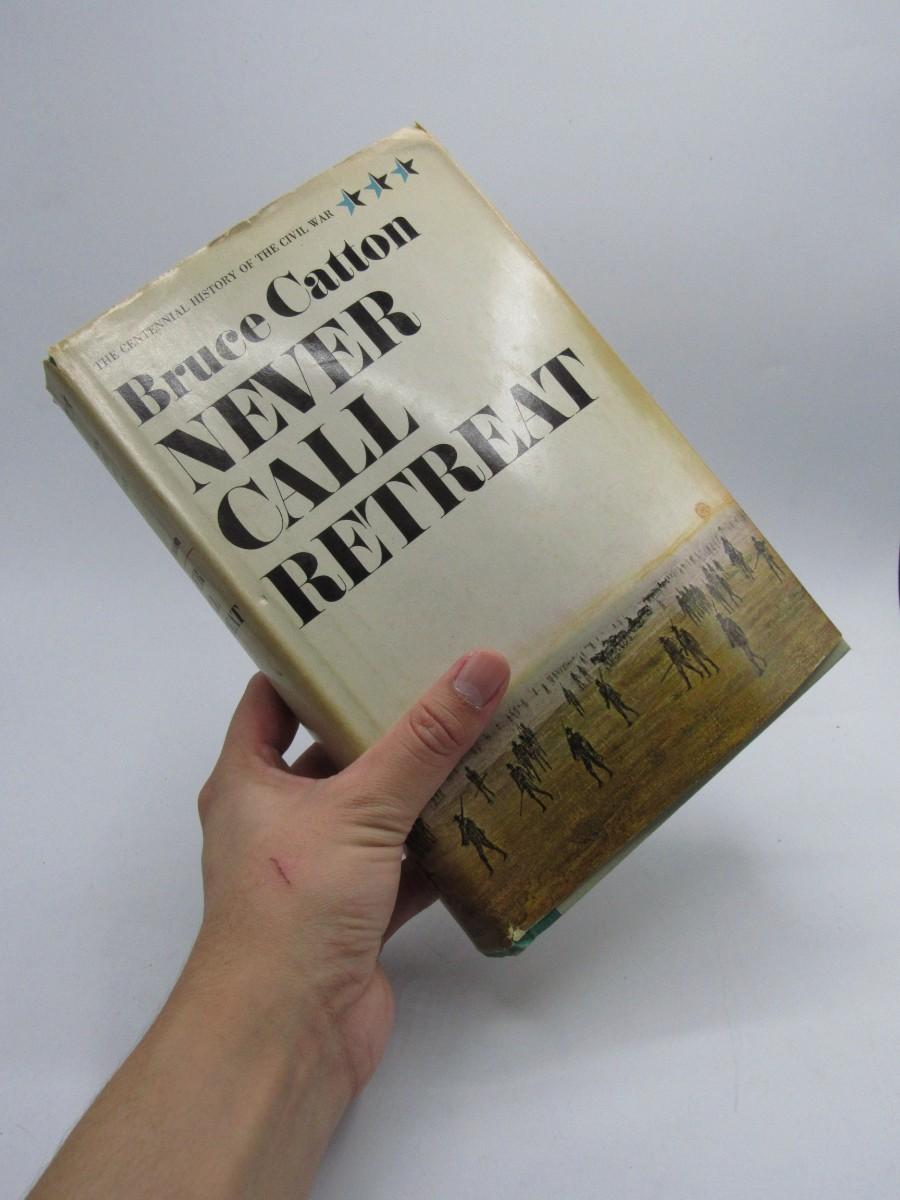 THE CENTENNIAL HISTORY OF THE CIVIL WAR
Bruce Catton
NEVER
CALL
RETREAT